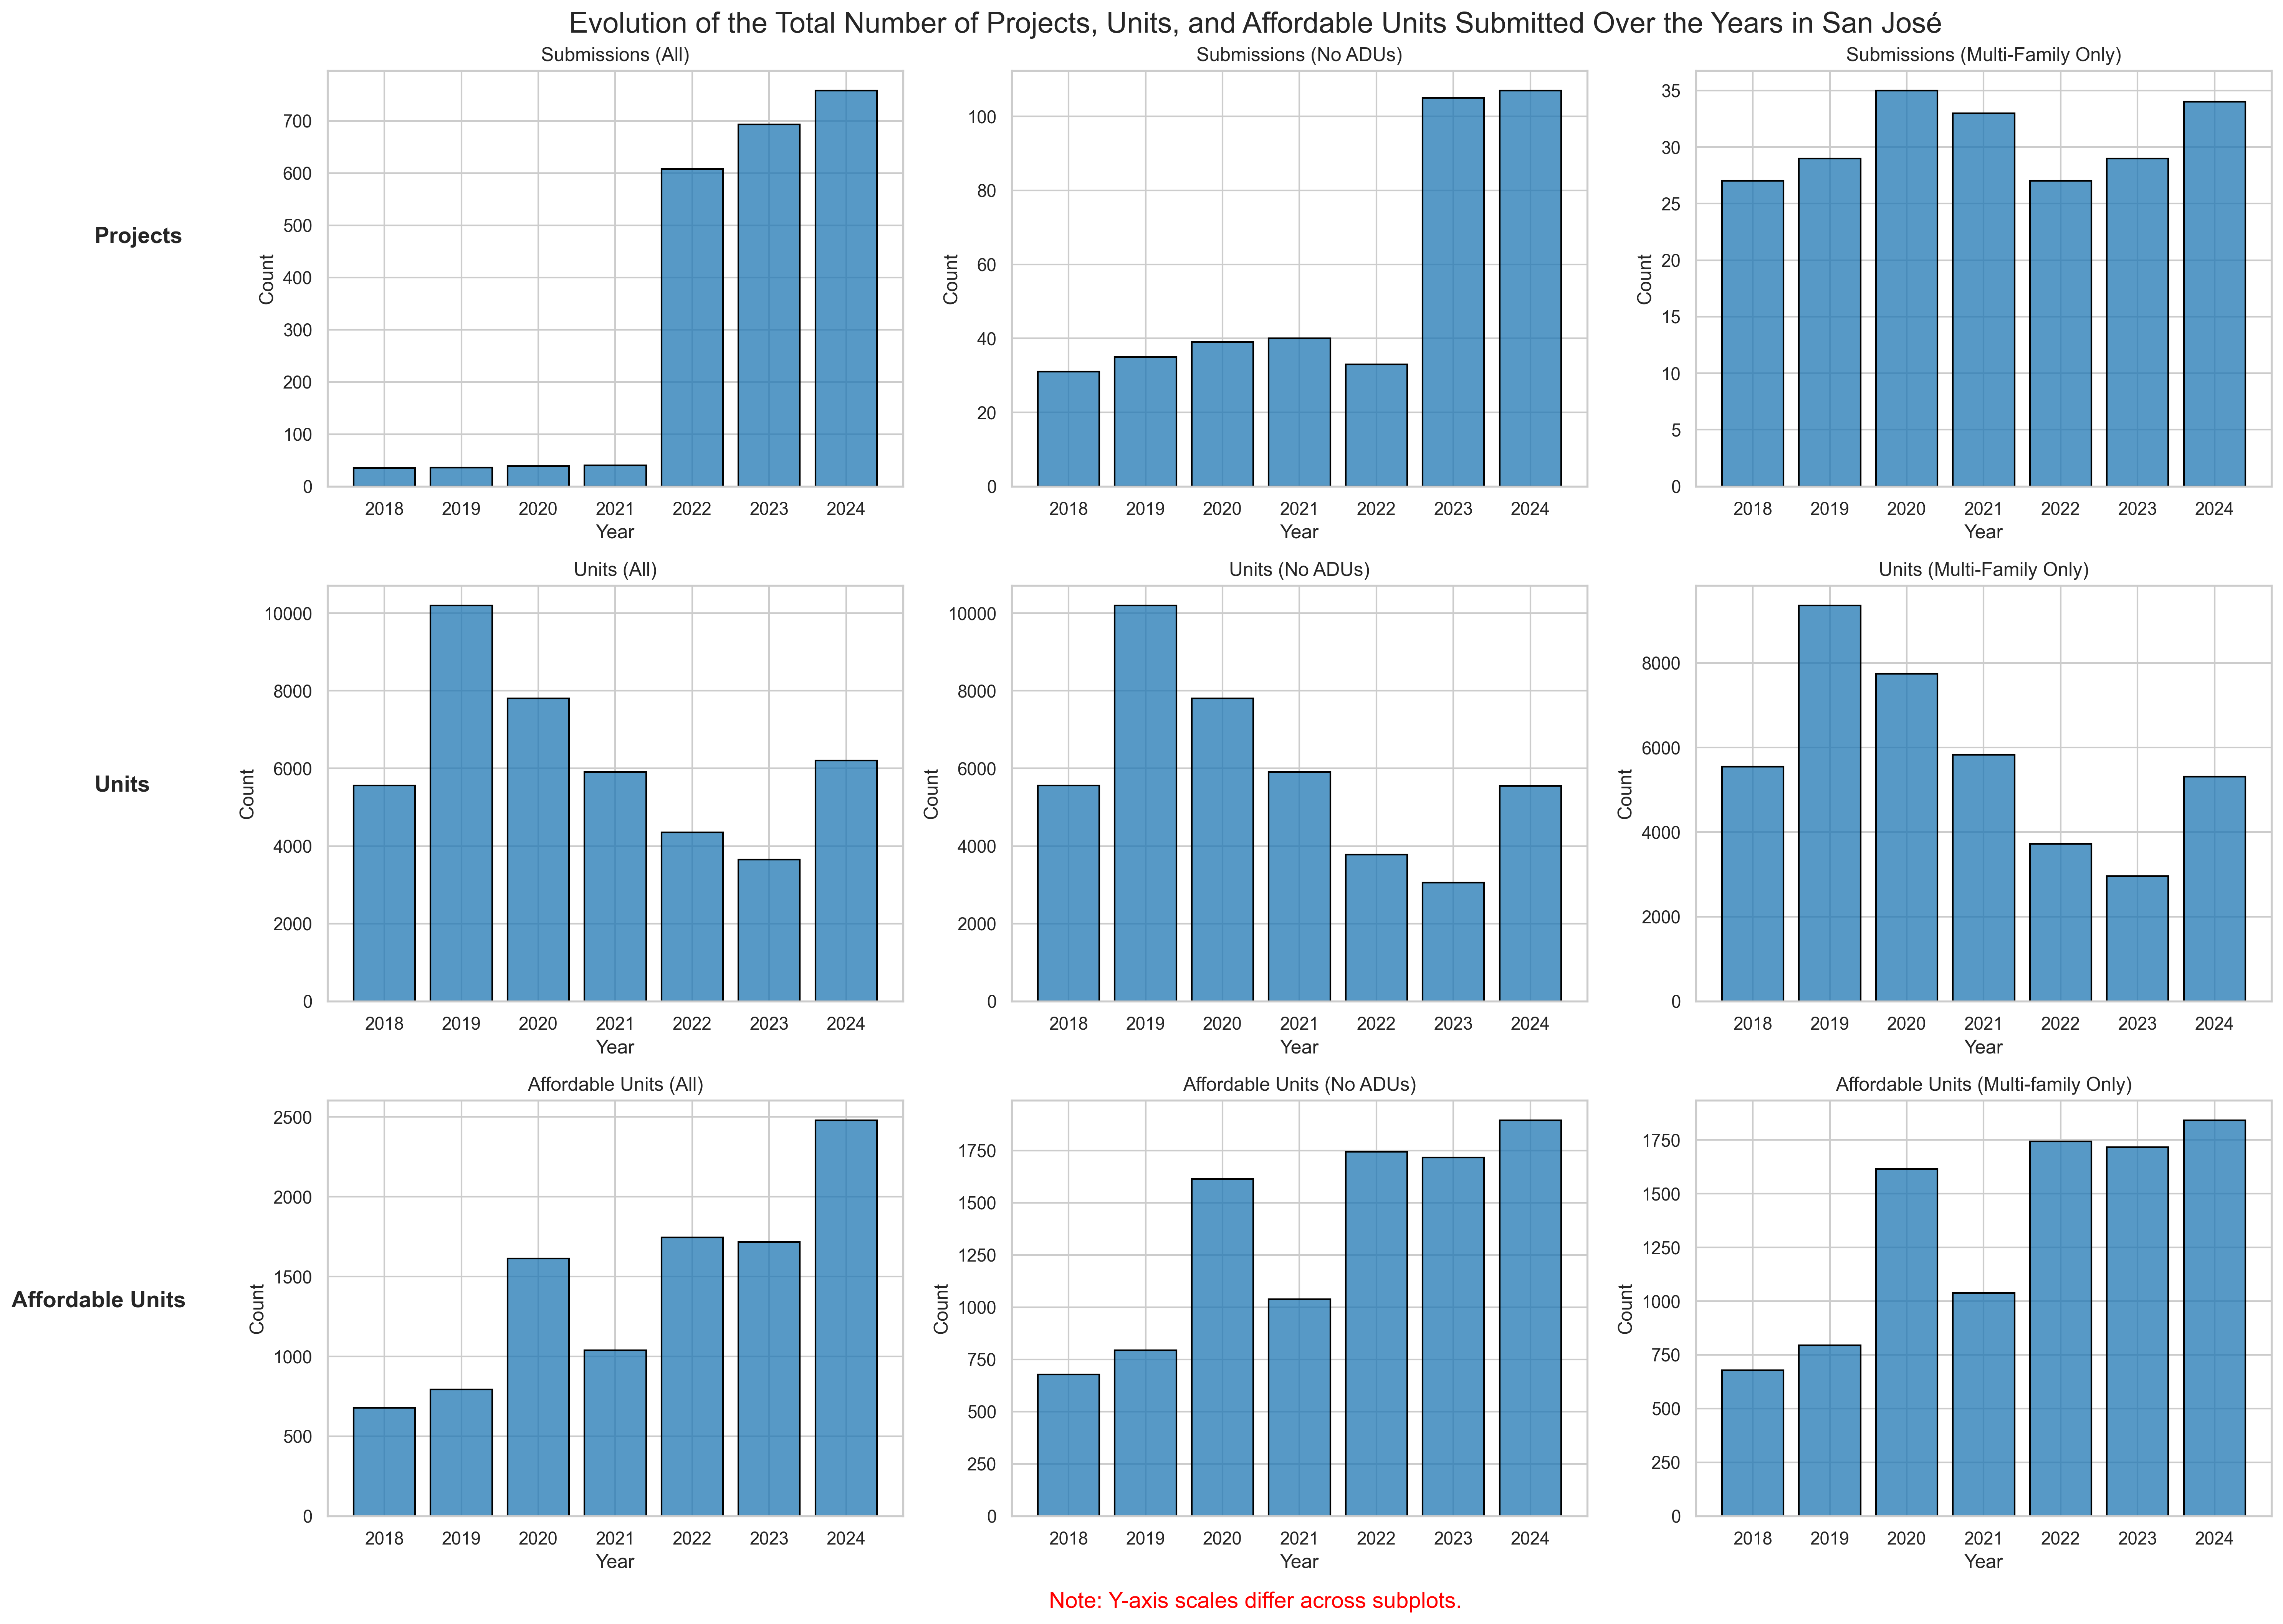 Evolution of the Total Number of Projects, Units, and Affordable Units Submitted Over the Years in San José
Projects
Submissions (All)
Count
700
600
500
400
300
200
100
0
2018 2019 2020 2021 2022 2023 2024
Year
Submissions (No ADUs)
Count
100
80
60
40
20
0
2018 2019 2020 2021 2022 2023 2024
Year
Submissions (Multi-Family Only)
Count
35
30
25
20
15
10
5
0
2018 2019 2020 2021 2022 2023 2024
Year
Units
Units (All)
Count
10000
8000
6000
4000
2000
0
2018 2019 2020 2021 2022 2023 2024
Year
Units (No ADUs)
Count
10000
8000
6000
4000
2000
0
2018 2019 2020 2021 2022 2023 2024
Year
Units (Multi-Family Only)
Count
8000
6000
4000
2000
0
2018 2019 2020 2021 2022 2023 2024
Year
Affordable Units
Affordable Units (All)
Count
2500
2000
1500
1000
500
0
2018 2019 2020 2021 2022 2023 2024
Year
Affordable Units (No ADUs)
Count
1750
1500
1250
1000
750
500
250
0
2018 2019 2020 2021 2022 2023 2024
Year
Affordable Units (Multi-family Only)
Count
1750
1500
1250
1000
750
500
250
0
2018 2019 2020 2021 2022 2023 2024
Year
Note: Y-axis scales differ across subplots.